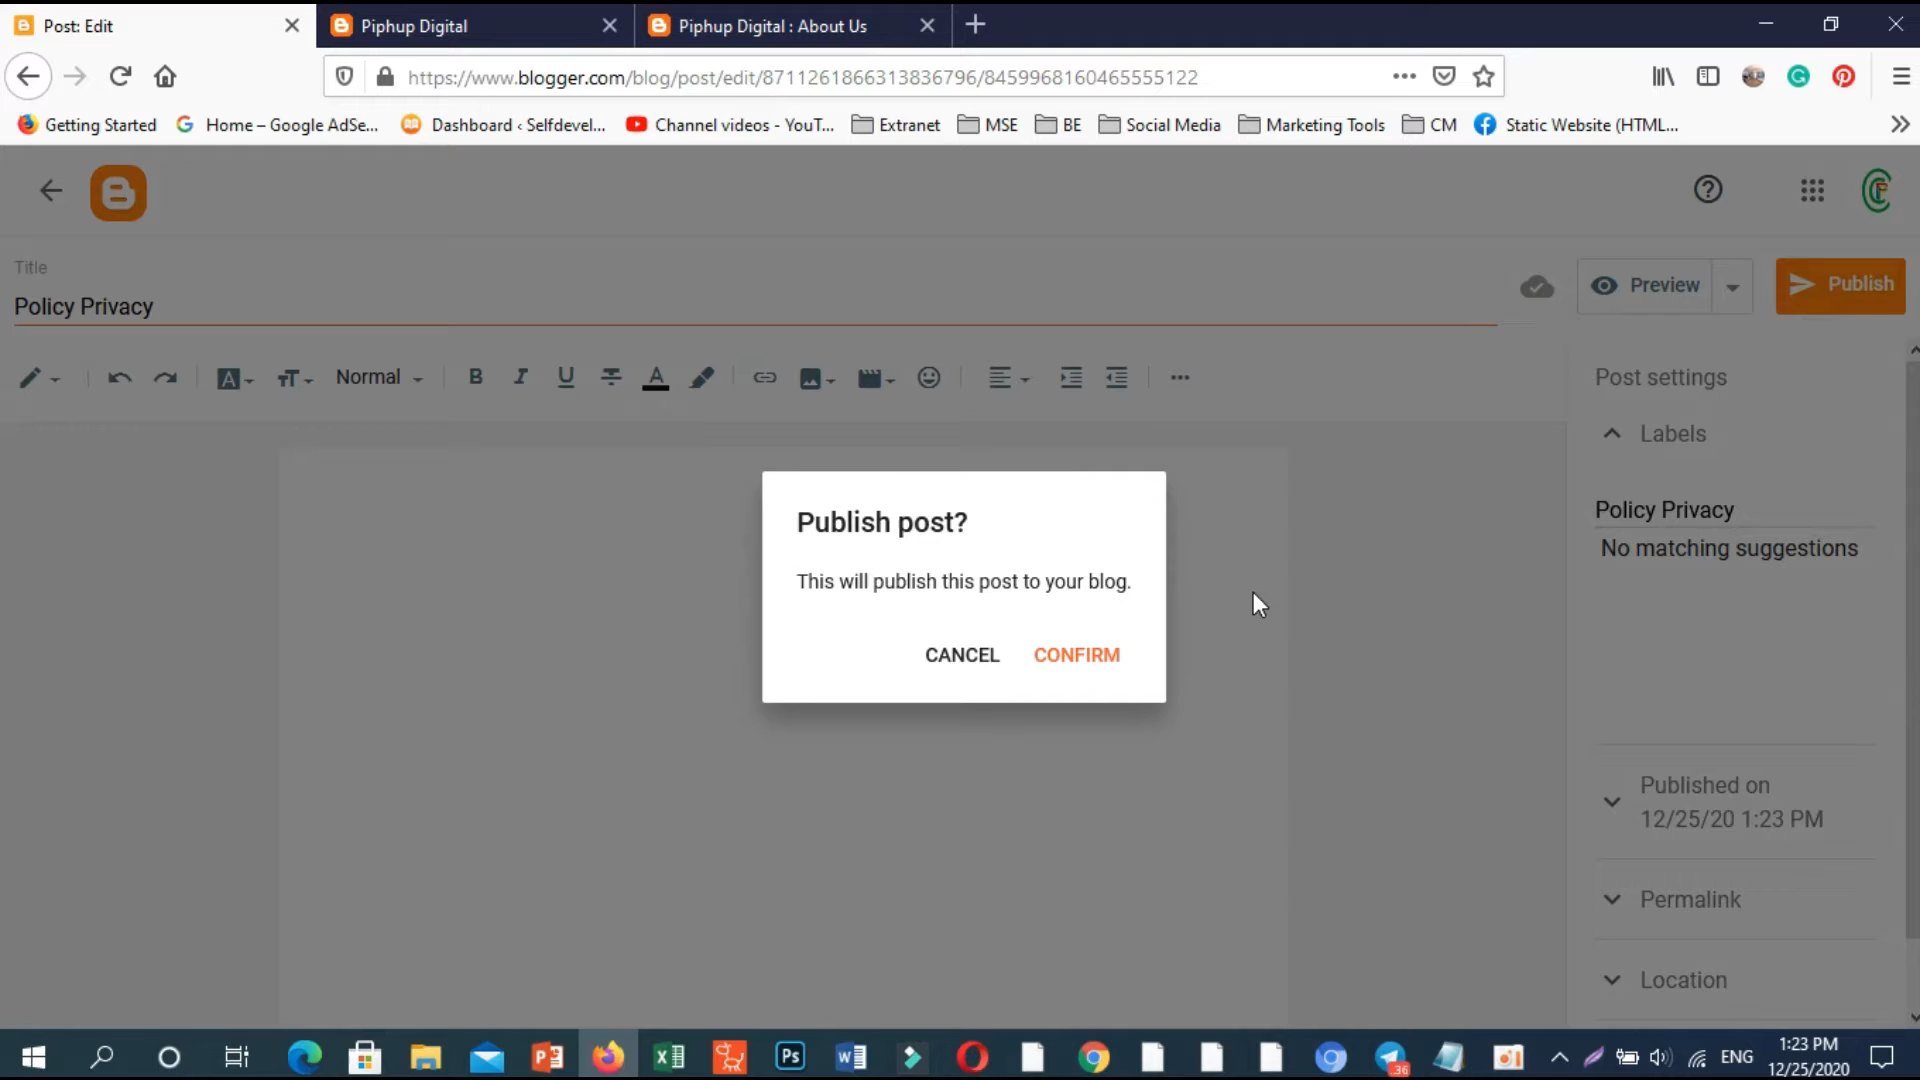 Post: Edit
Piphup Digital
Piphup Digital : About Us
https://www.blogger.com/blog/post/edit/8711261866313836796/8459968160465555122
Getting Started
Home – Google AdSe...
Dashboard ‹ Selfdevel...
Channel videos - YouT...
Extranet
MSE
BE
Social Media
Marketing Tools
CM
Static Website (HTML...
Title
Policy Privacy
Preview
Publish
Normal
Post settings
Labels
Policy Privacy
No matching suggestions
Publish post?
This will publish this post to your blog.
CANCEL
CONFIRM
Published on
12/25/20 1:23 PM
Permalink
Location
Ps
36
ENG
1:23 PM
12/25/2020